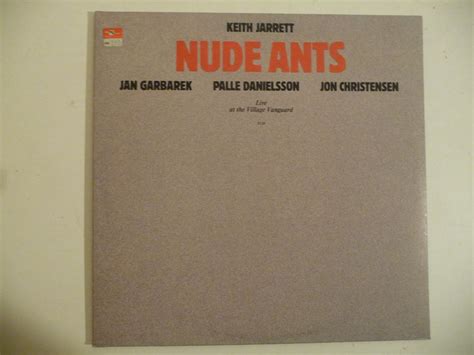 KEITH JARRETT
NUDE ANTS
JAN GARBAREK PALLE DANIELSSON JON CHRISTENSEN
Live
at the Village Vanguard